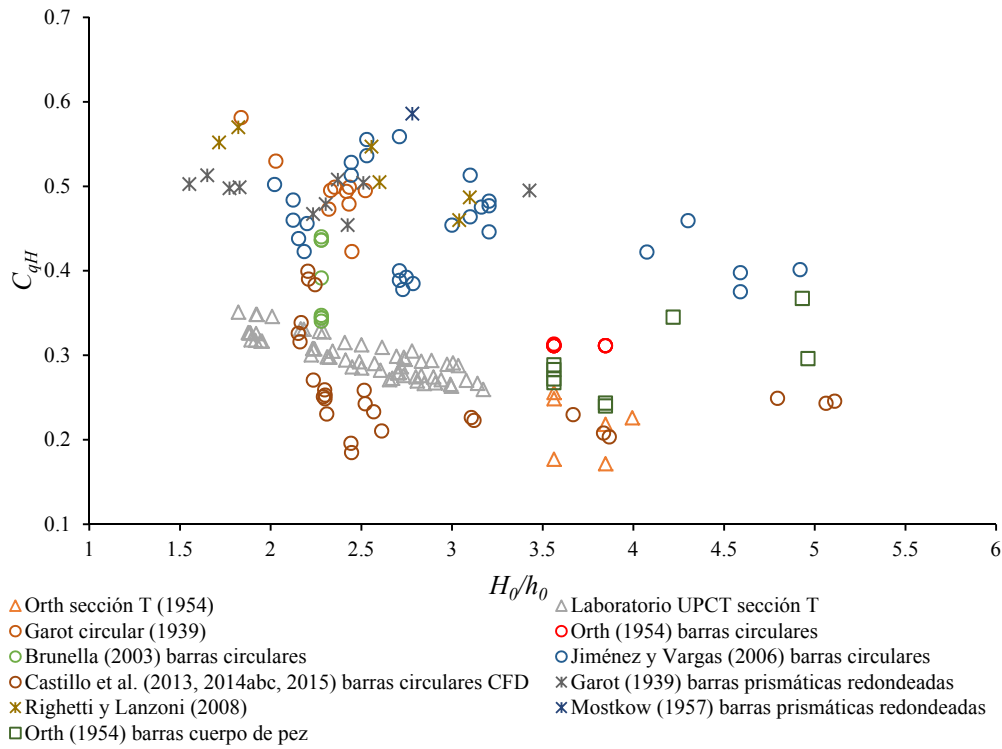 0.7
0.6
0.5
0.4
0.3
0.2
0.1
C_qH
1 1.5 2 2.5 3 3.5 4 4.5 5 5.5 6
H_0/h_0
Orth sección T (1954) Laboratorio UPCT sección T
Garot circular (1939) Orth (1954) barras circulares
Brunella (2003) barras circulares Jiménez y Vargas (2006) barras circulares
Castillo et al. (2013, 2014abc, 2015) barras circulares CFD Garot (1939) barras prismáticas redondeadas
Righetti y Lanzoni (2008) Mostkow (1957) barras prismáticas redondeadas
Orth (1954) barras cuerpo de pez